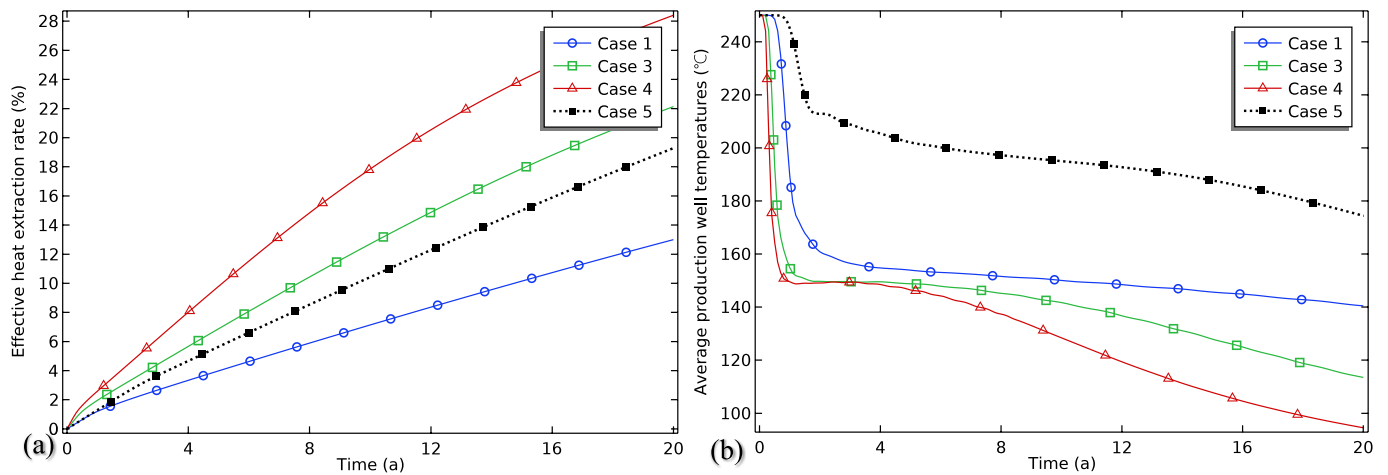 28
26
24
22
20
18
16
14
12
10
8
6
4
2
0
Effective heat extraction rate (%)
0 4 8 12 16 20
Time (a)
(a)
Case 1
Case 3
Case 4
Case 5
240
220
200
180
160
140
120
100
Average production well temperatures (℃)
0 4 8 12 16 20
Time (a)
(b)
Case 1
Case 3
Case 4
Case 5